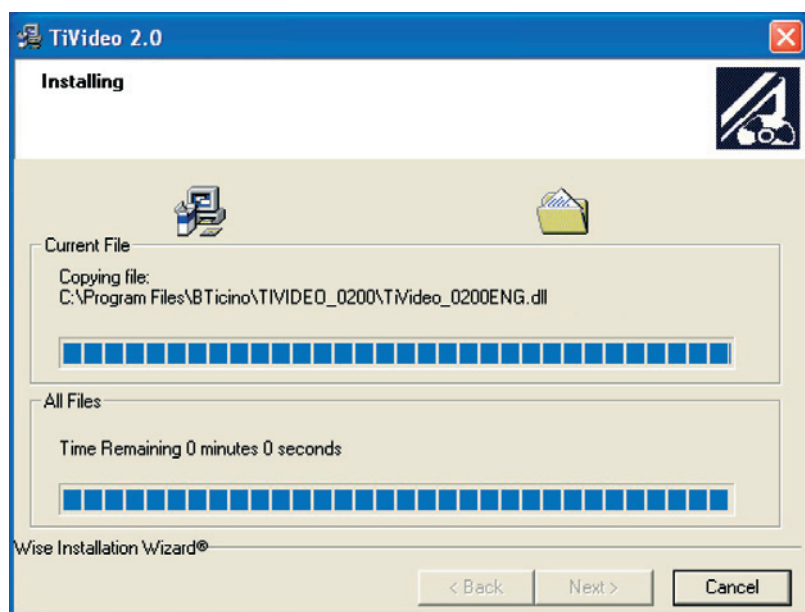 TiVideo 2.0
Installing
Current File
Copying file:
C:\Program Files\BTicino\TIVIDEO_0200\TiVideo_0200ENG.dll
All Files
Time Remaining 0 minutes 0 seconds
Wise Installation Wizard®
< Back Next > Cancel